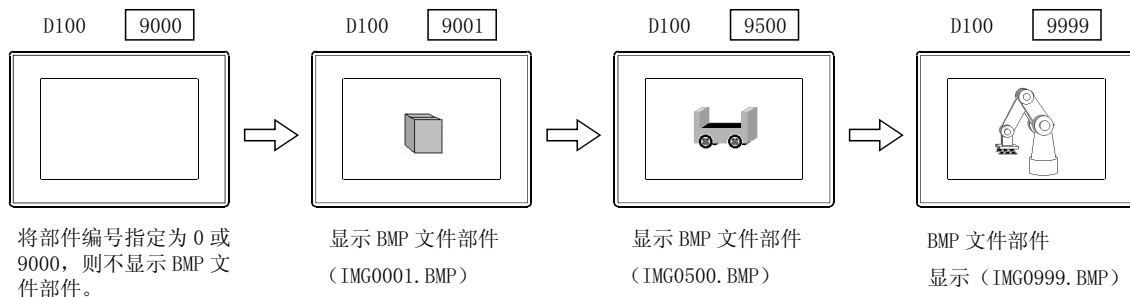 D100 9000
D100 9001
D100 9500
D100 9999
将部件编号指定为 0 或
9000，则不显示 BMP 文
件部件。
显示 BMP 文件部件
（IMG0001.BMP）
显示 BMP 文件部件
（IMG0500.BMP）
BMP 文件部件
显示（IMG0999.BMP）